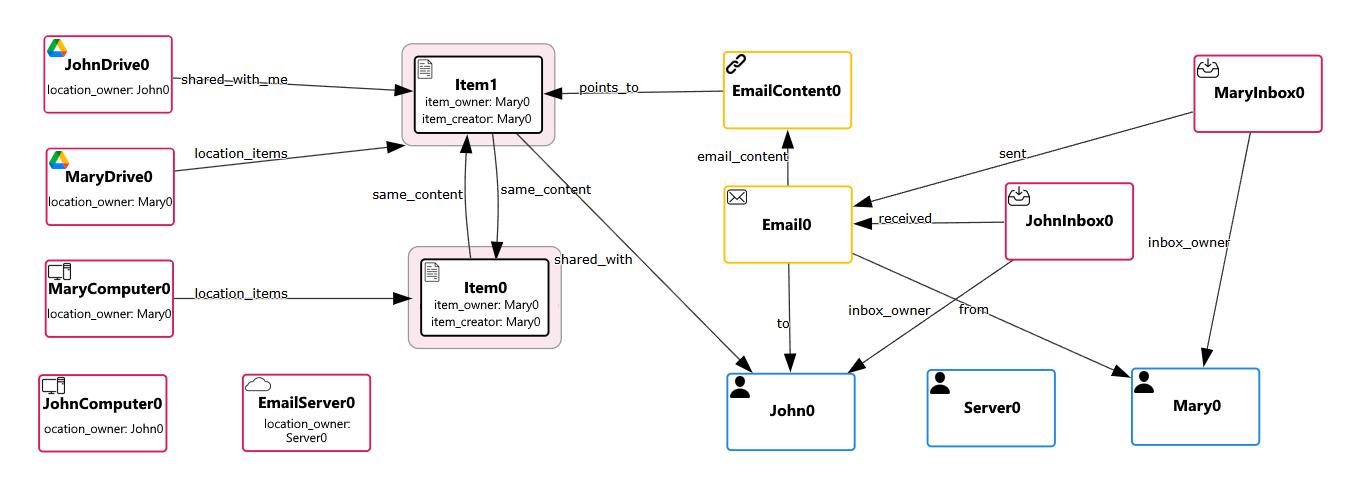 JohnDrive0
location_owner: John0
shared_with_me
Item1
item_owner: Mary0
item_creator: Mary0
points_to
EmailContent0
MaryInbox0
MaryDrive0
location_owner: Mary0
location_items
same_content
same_content
email_content
sent
Email0
received
JohnInbox0
inbox_owner
MaryComputer0
location_owner: Mary0
location_items
Item0
item_owner: Mary0
item_creator: Mary0
shared_with
to
inbox_owner
from
JohnComputer0
ocation_owner: John0
EmailServer0
location_owner:
Server0
John0
Server0
Mary0